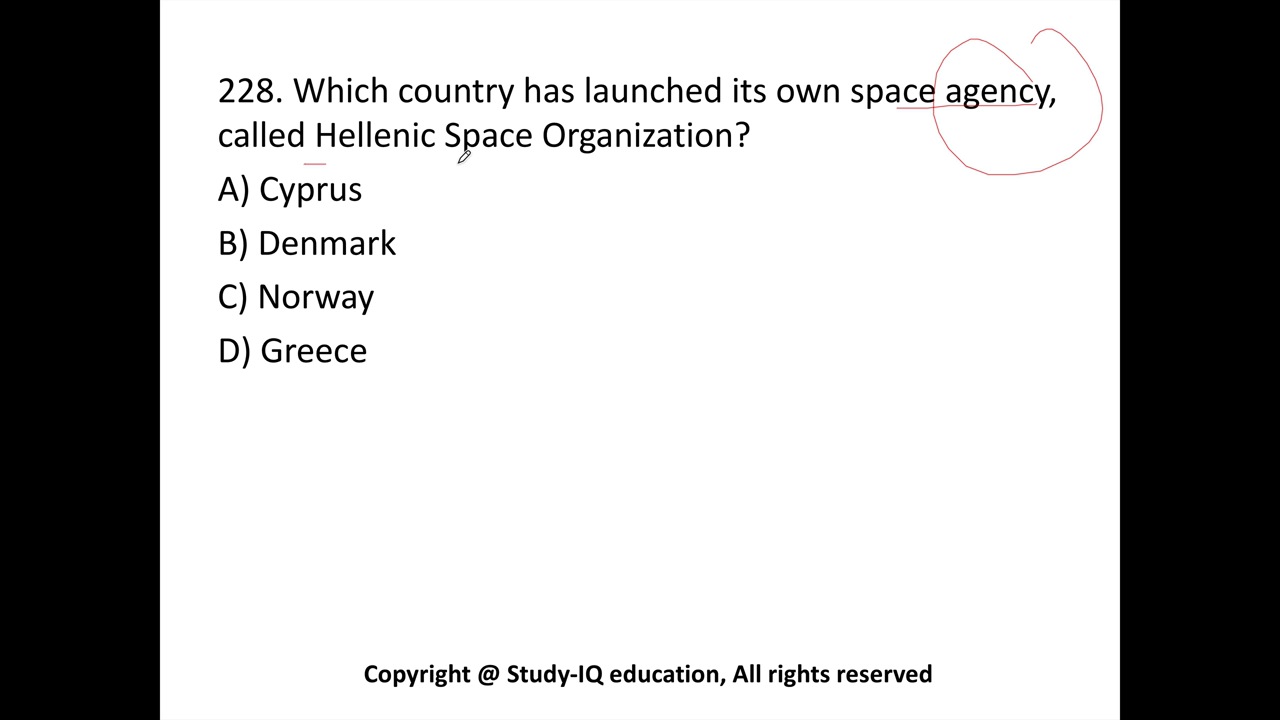 228. Which country has launched its own space agency,
called Hellenic Space Organization?
A) Cyprus
B) Denmark
C) Norway
D) Greece
Copyright @ Study-IQ education, All rights reserved